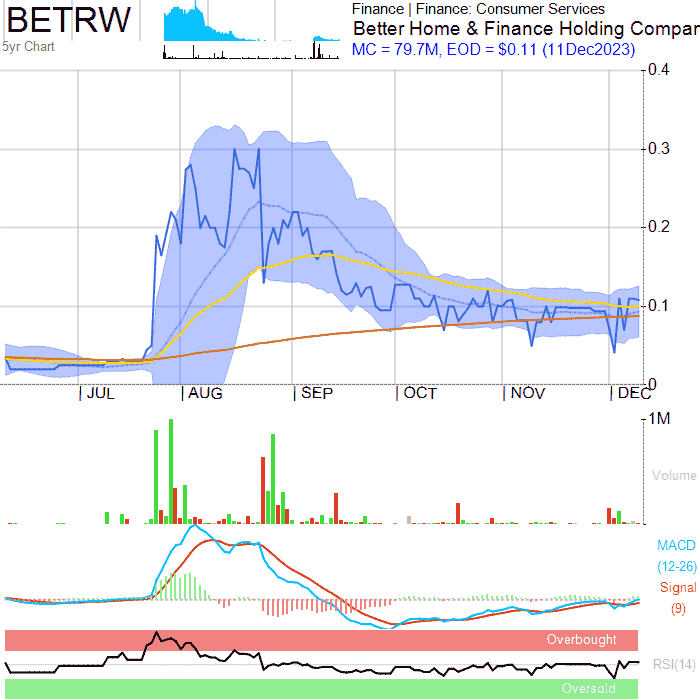 BETRW
5yr Chart
Finance | Finance: Consumer Services
Better Home & Finance Holding Compar
MC = 79.7M, EOD = $0.11 (11Dec2023)
0.4
0.3
0.2
0.1
0
JUL AUG SEP OCT NOV DEC
1M
Volume
MACD
(12-26)
Signal
(9)
Overbought
RSI(14)
Oversold